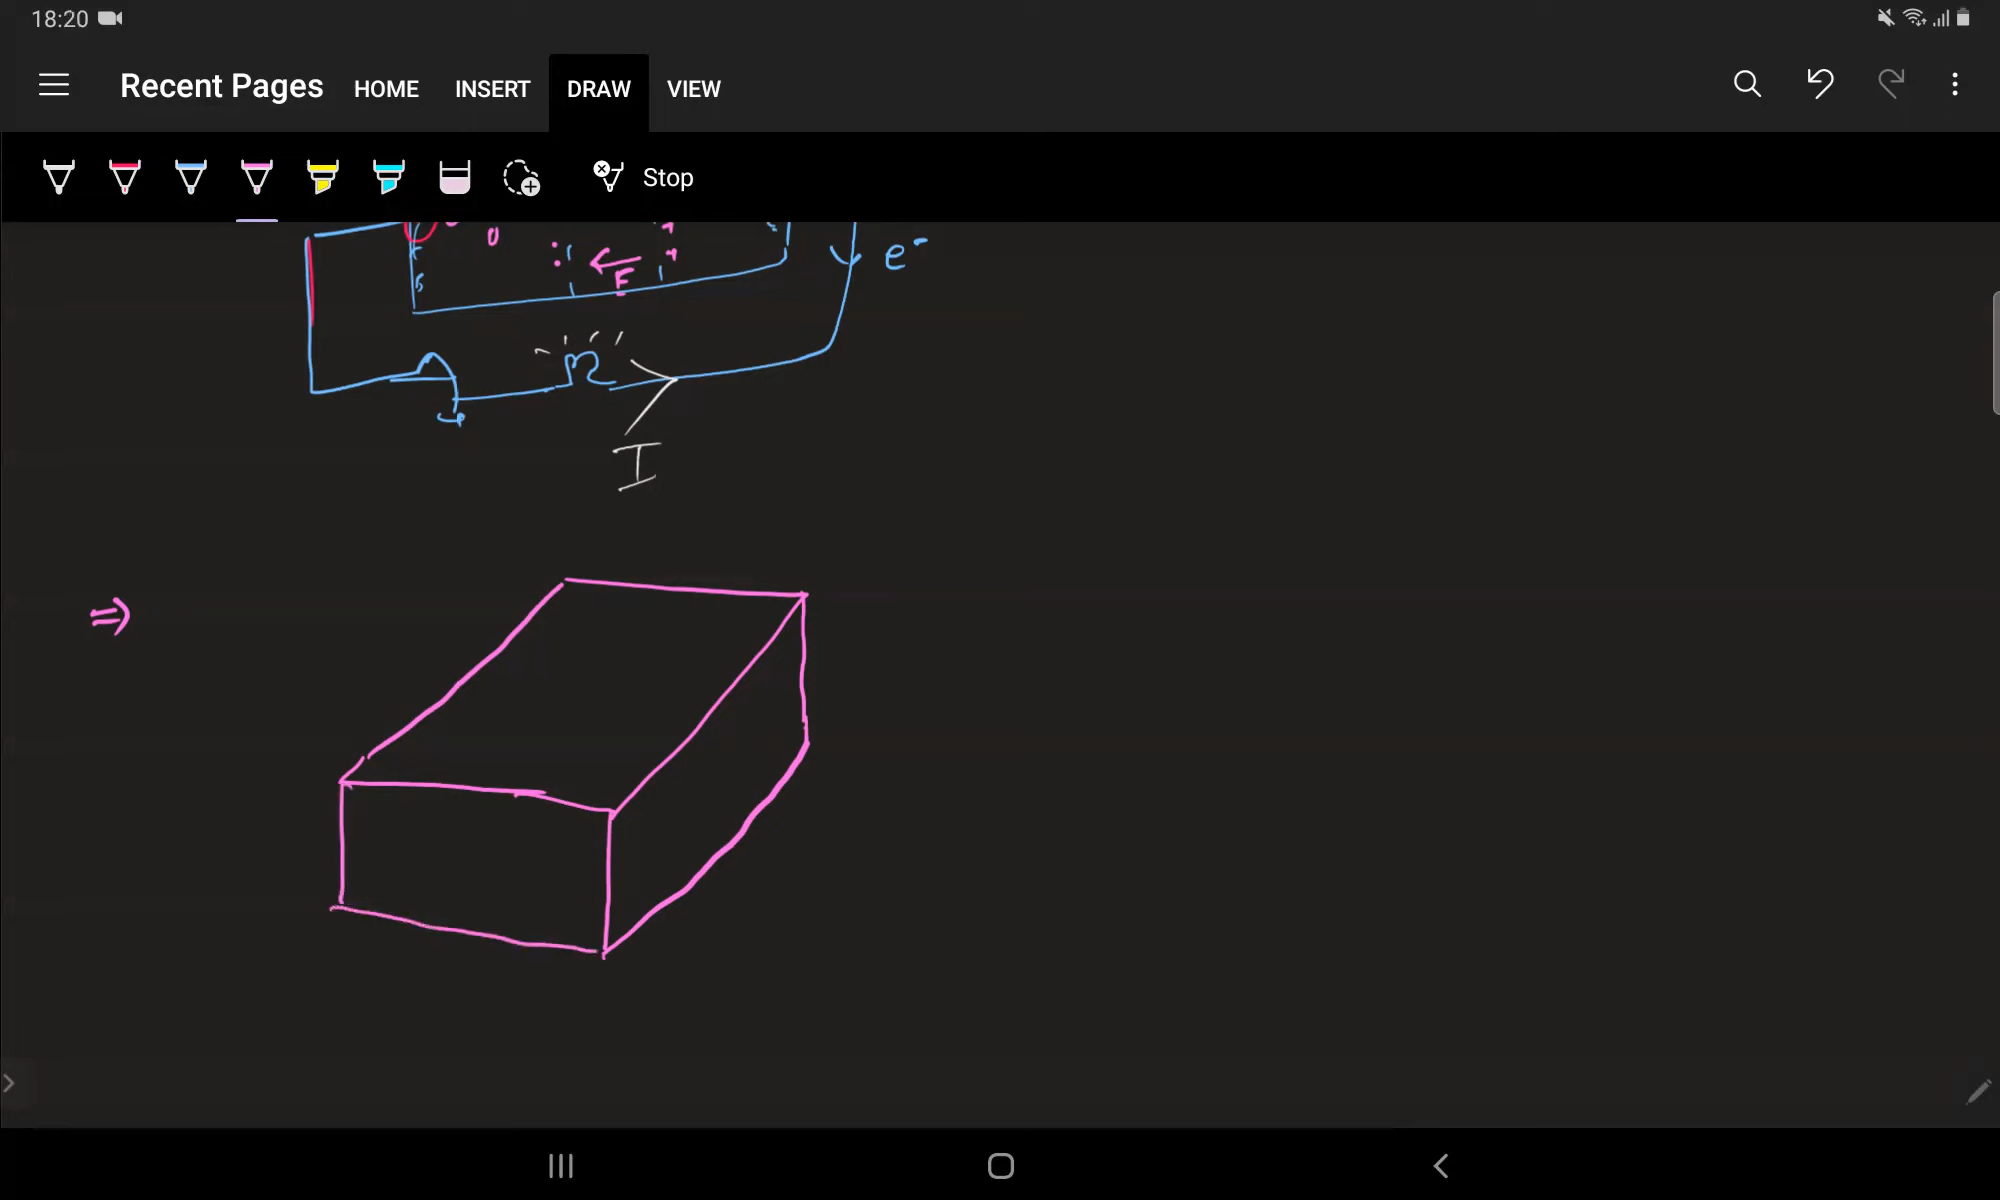 18:20
Recent Pages HOME INSERT DRAW VIEW
Stop
e⁻
E
I
⇒